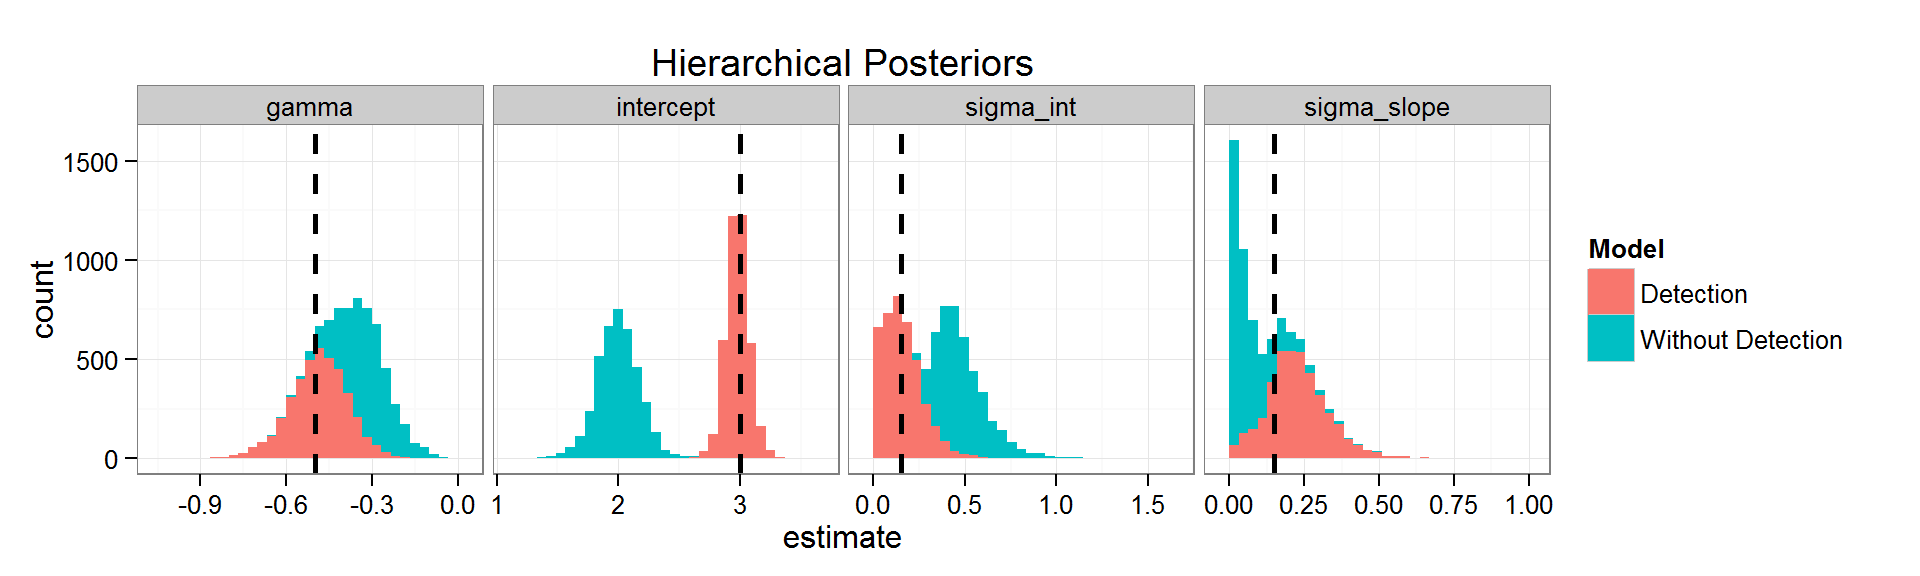 Hierarchical Posteriors
gamma intercept sigma_int sigma_slope
1500
1000
500
0
count
-0.9 -0.6 -0.3 0.0 1 2 3 0.0 0.5 1.0 1.5 0.00 0.25 0.50 0.75 1.00
estimate
Model
Detection
Without Detection